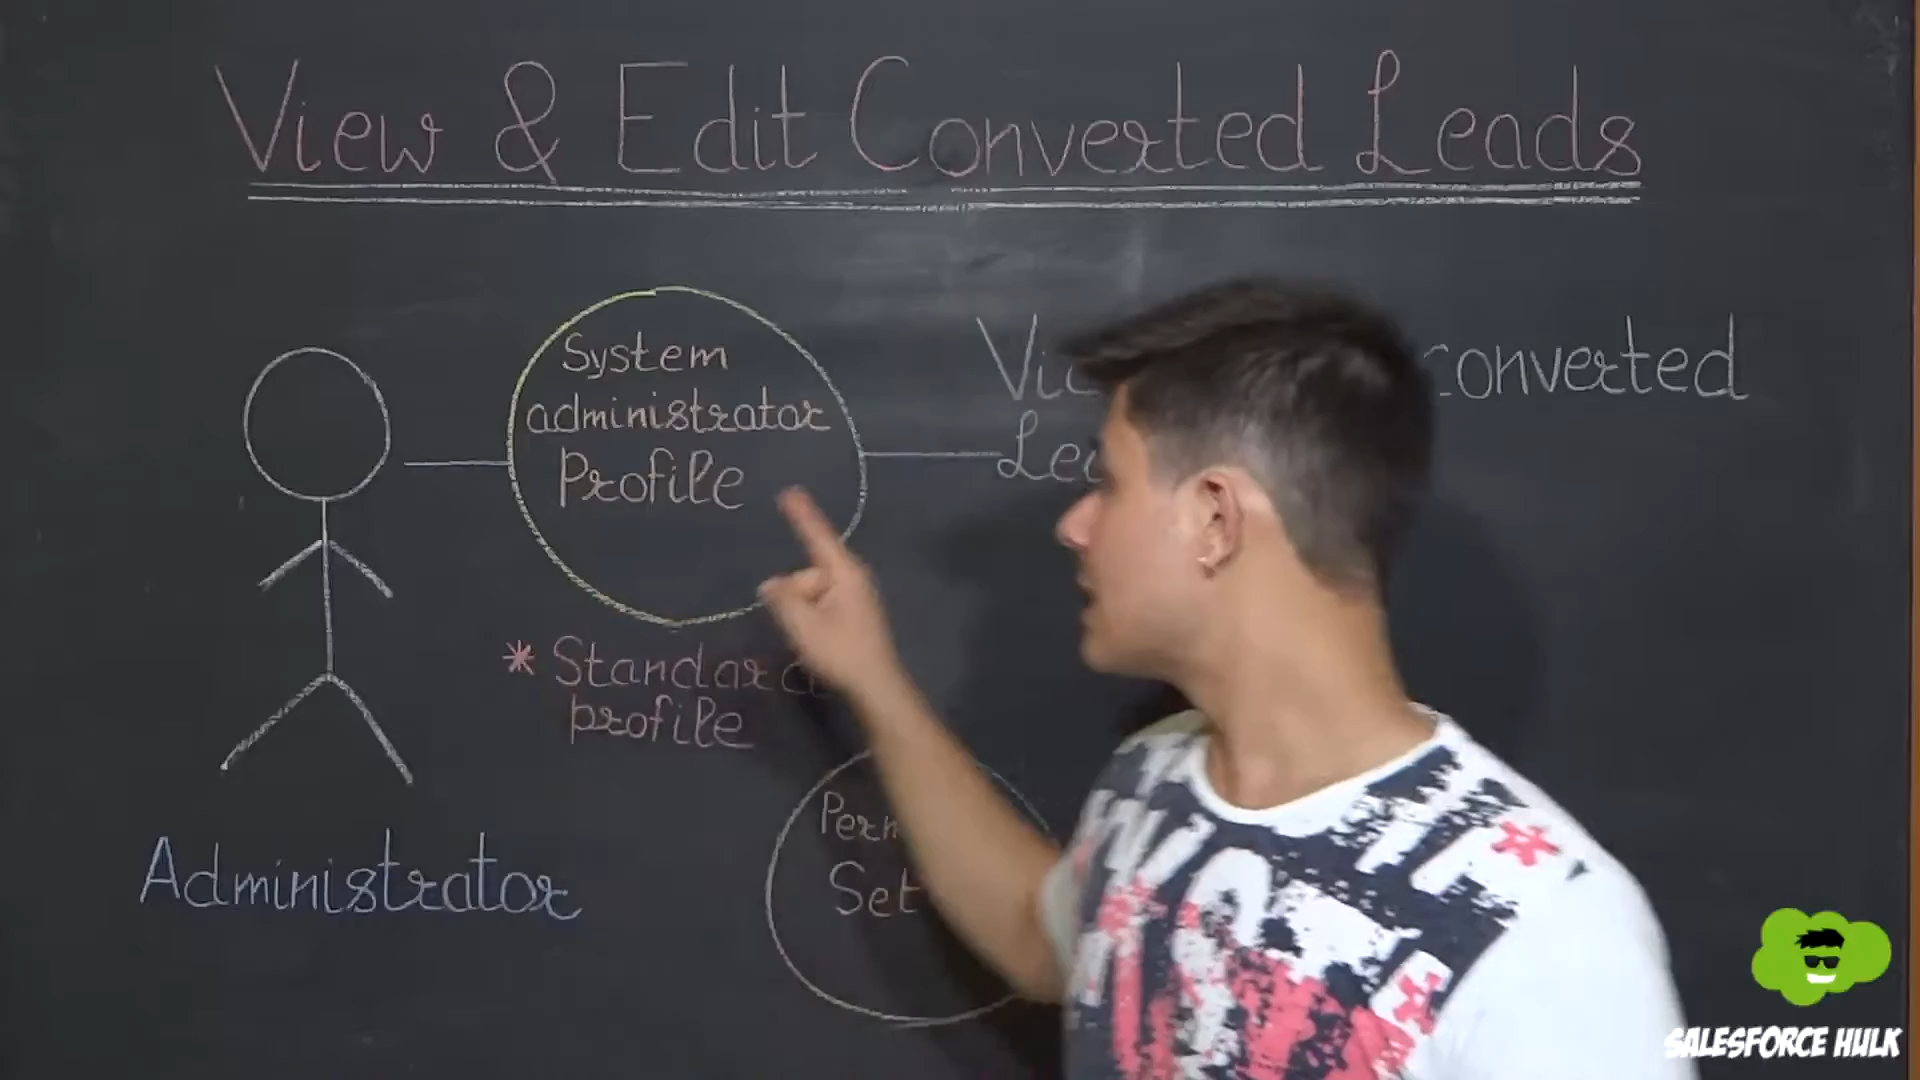 View & Edit Converted Leads
System
administrator
Profile
converted
* Standard
profile
Set
Administrator
SALESFORCE HULK